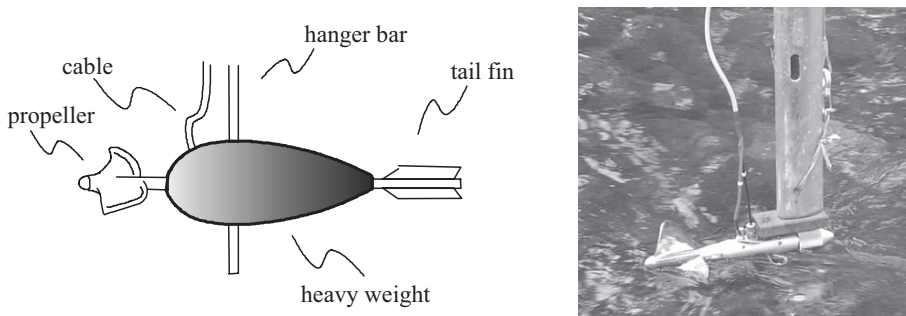 hanger bar
cable
tail fin
propeller
heavy weight